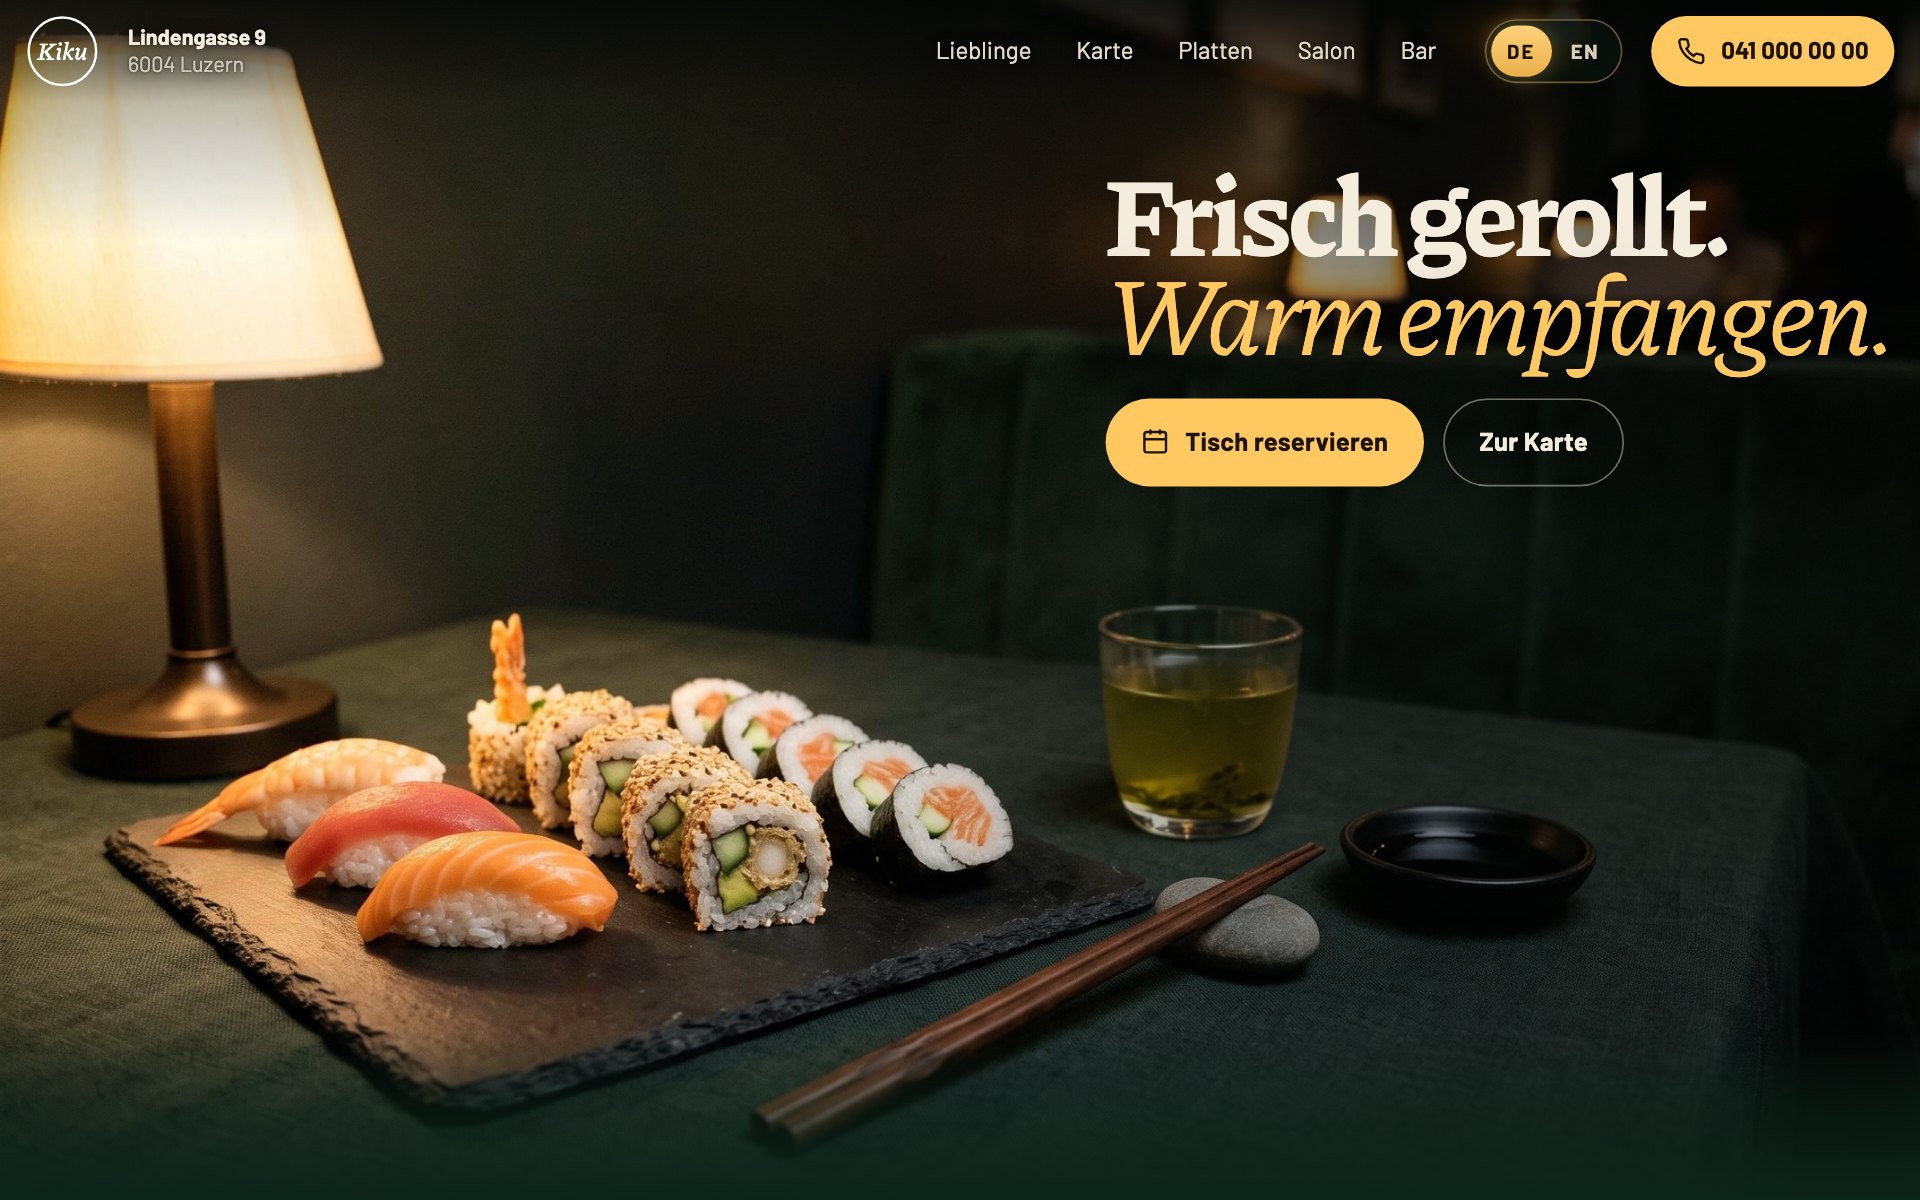 Kiku
Lindengasse 9
6004 Luzern
Lieblinge
Karte
Platten
Salon
Bar
DE
EN
041 000 00 00
Frisch gerollt.
Warm empfangen.
Tisch reservieren
Zur Karte